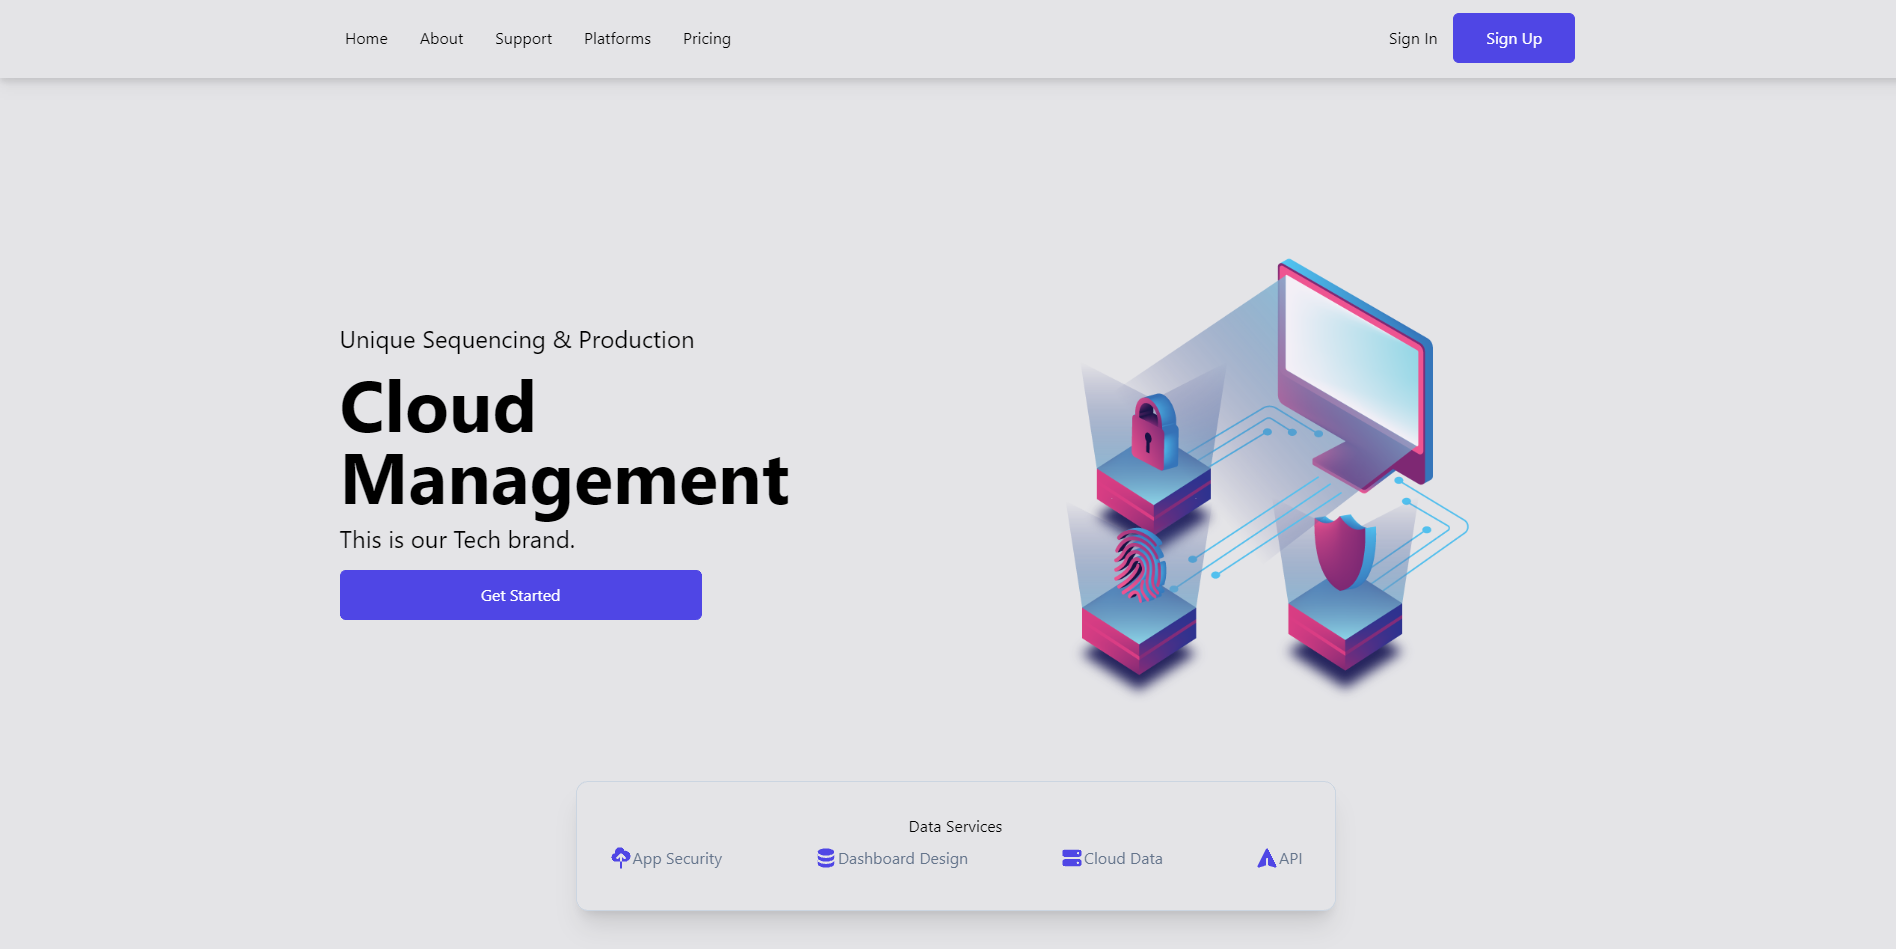 Home About Support Platforms Pricing Sign In Sign Up
Unique Sequencing & Production
Cloud
Management
This is our Tech brand.
Get Started
Data Services
App Security Dashboard Design Cloud Data API